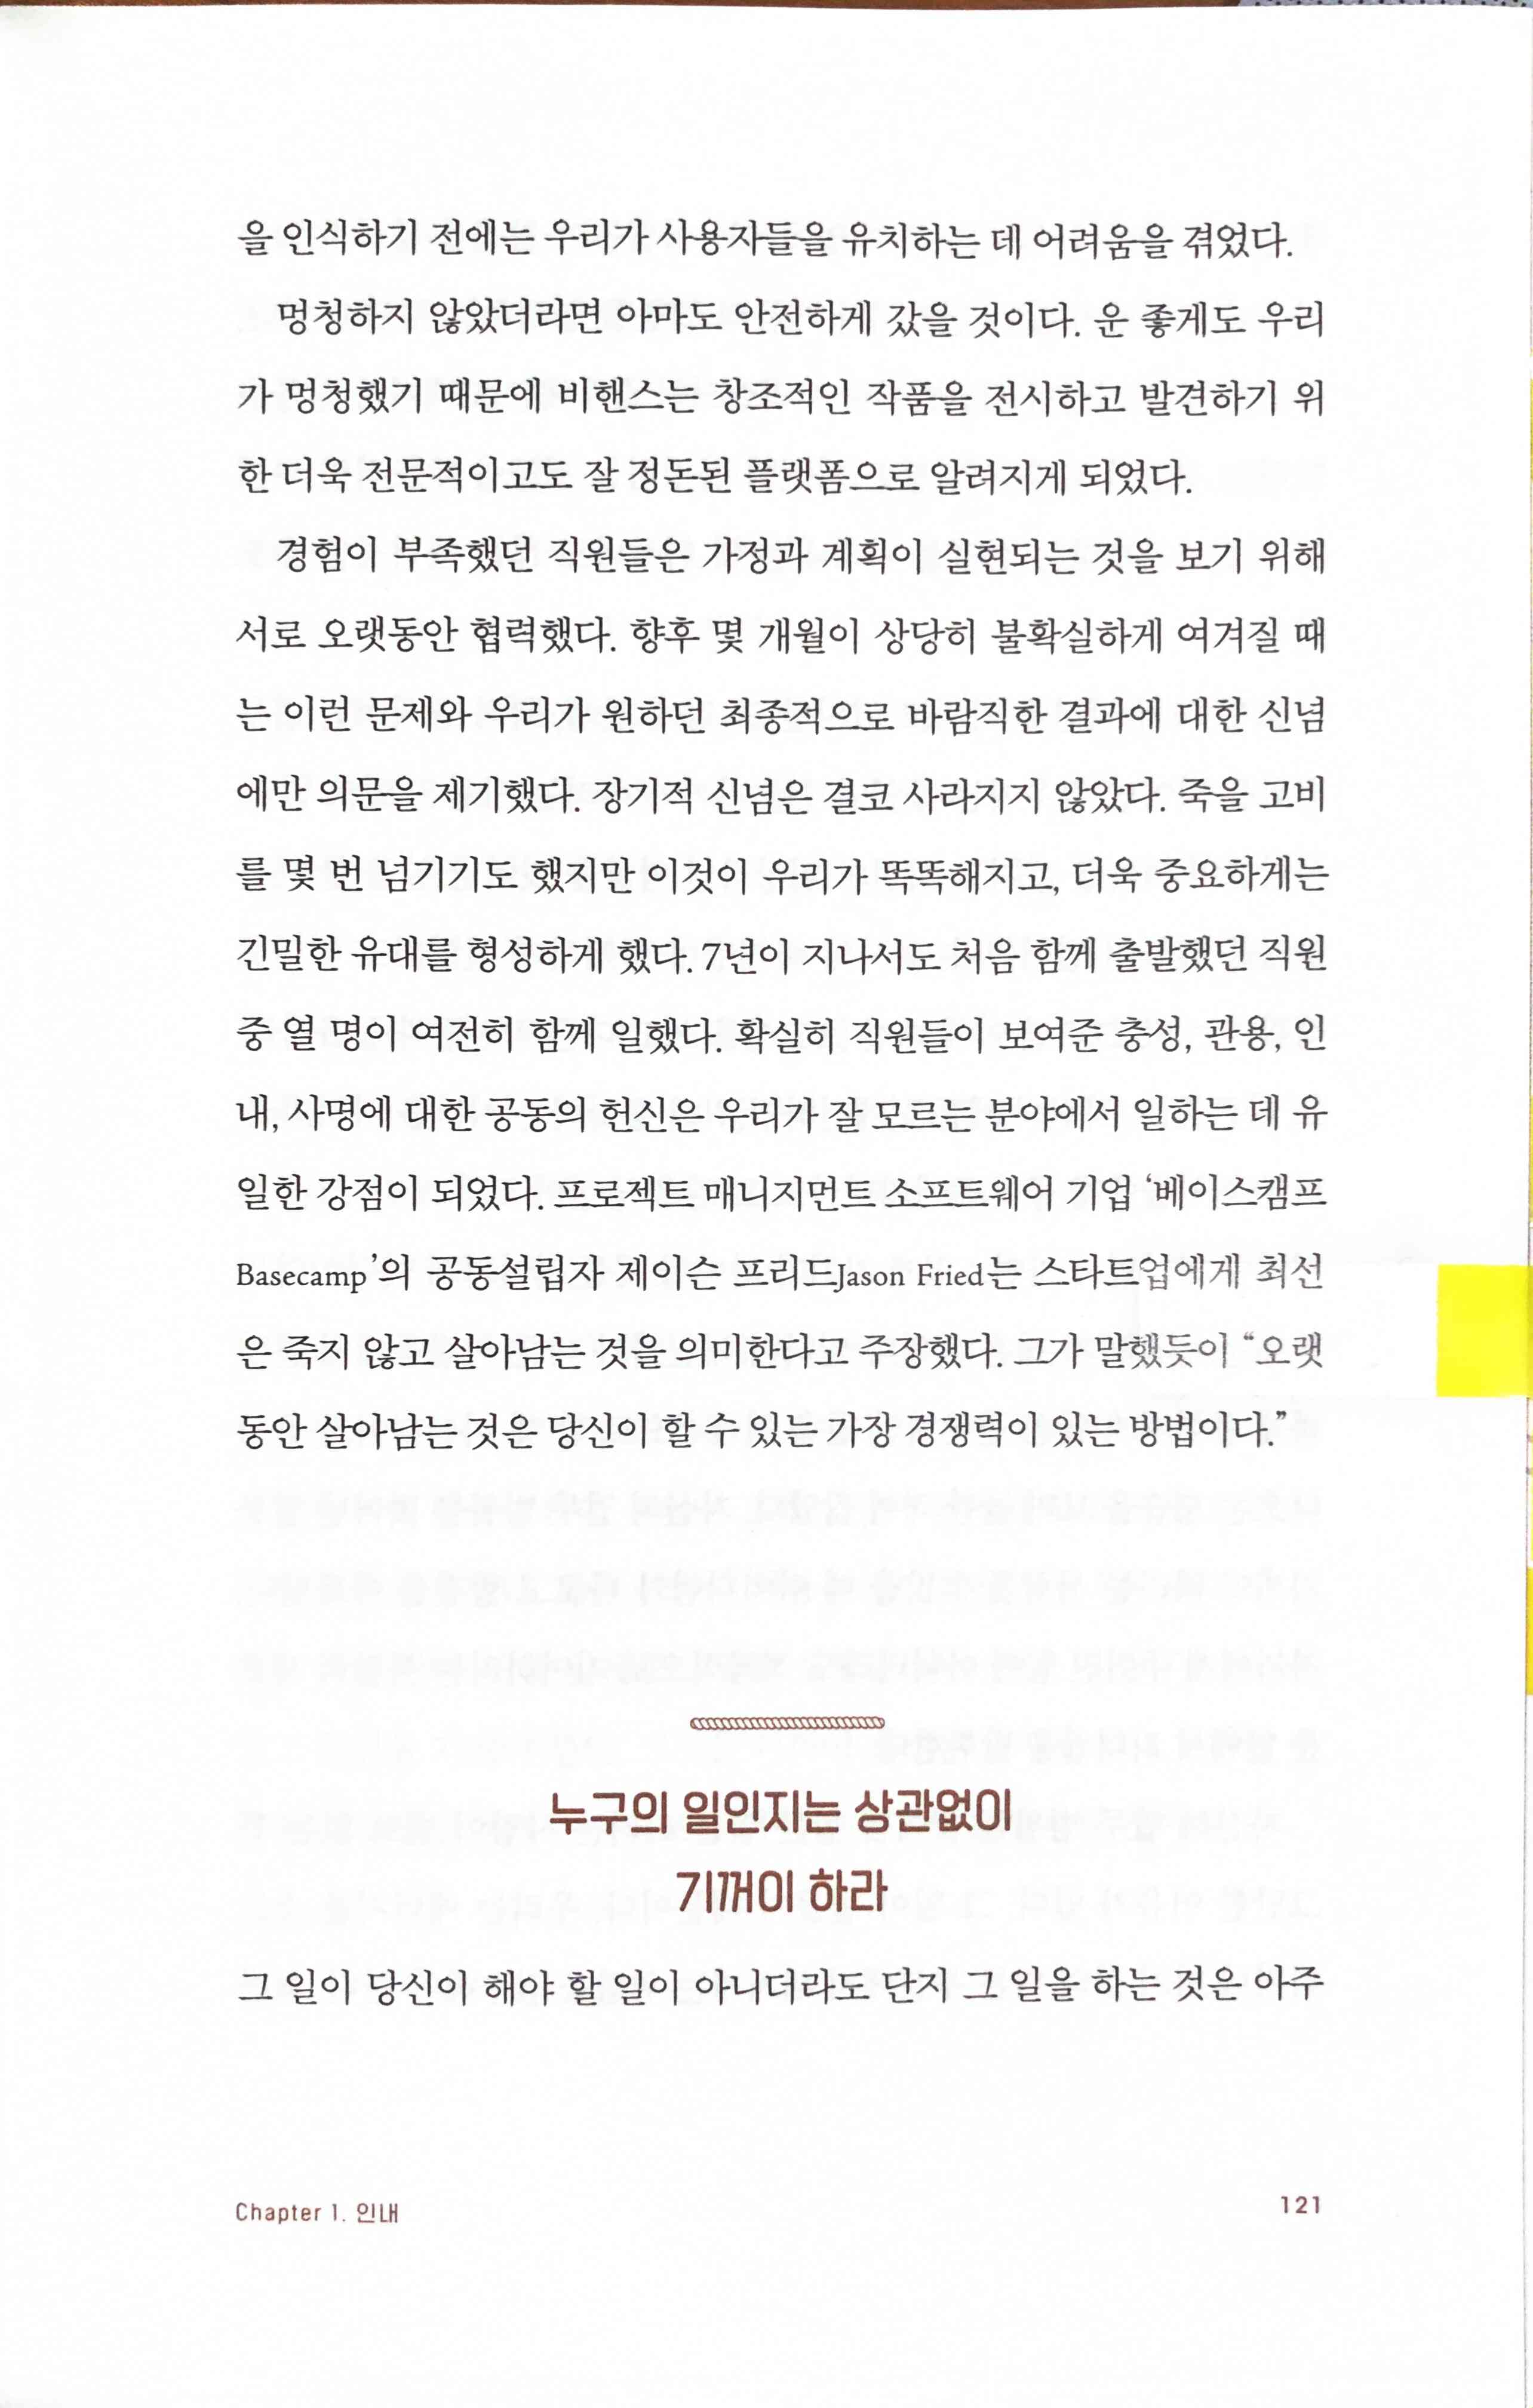 을 인식하기 전에는 우리가 사용자들을 유치하는 데 어려움을 겪었다.
멍청하지 않았더라면 아마도 안전하게 갔을 것이다. 운 좋게도 우리
가 멍청했기 때문에 비핸스는 창조적인 작품을 전시하고 발견하기 위
한 더욱 전문적이고도 잘 정돈된 플랫폼으로 알려지게 되었다.
경험이 부족했던 직원들은 가정과 계획이 실현되는 것을 보기 위해
서로 오랫동안 협력했다. 향후 몇 개월이 상당히 불확실하게 여겨질 때
는 이런 문제와 우리가 원하던 최종적으로 바람직한 결과에 대한 신념
에만 의문을 제기했다. 장기적 신념은 결코 사라지지 않았다. 죽을 고비
를 몇 번 넘기기도 했지만 이것이 우리가 똑똑해지고, 더욱 중요하게는
긴밀한 유대를 형성하게 했다. 7년이 지나서도 처음 함께 출발했던 직원
중 열 명이 여전히 함께 일했다. 확실히 직원들이 보여준 충성, 관용, 인
내, 사명에 대한 공동의 헌신은 우리가 잘 모르는 분야에서 일하는 데 유
일한 강점이 되었다. 프로젝트 매니지먼트 소프트웨어 기업 ‘베이스캠프
Basecamp’의 공동설립자 제이슨 프리드Jason Fried는 스타트업에게 최선
은 죽지 않고 살아남는 것을 의미한다고 주장했다. 그가 말했듯이 “오랫
동안 살아남는 것은 당신이 할 수 있는 가장 경쟁력이 있는 방법이다.”
누구의 일인지는 상관없이
기꺼이 하라
그 일이 당신이 해야 할 일이 아니더라도 단지 그 일을 하는 것은 아주
Chapter 1. 인내
121